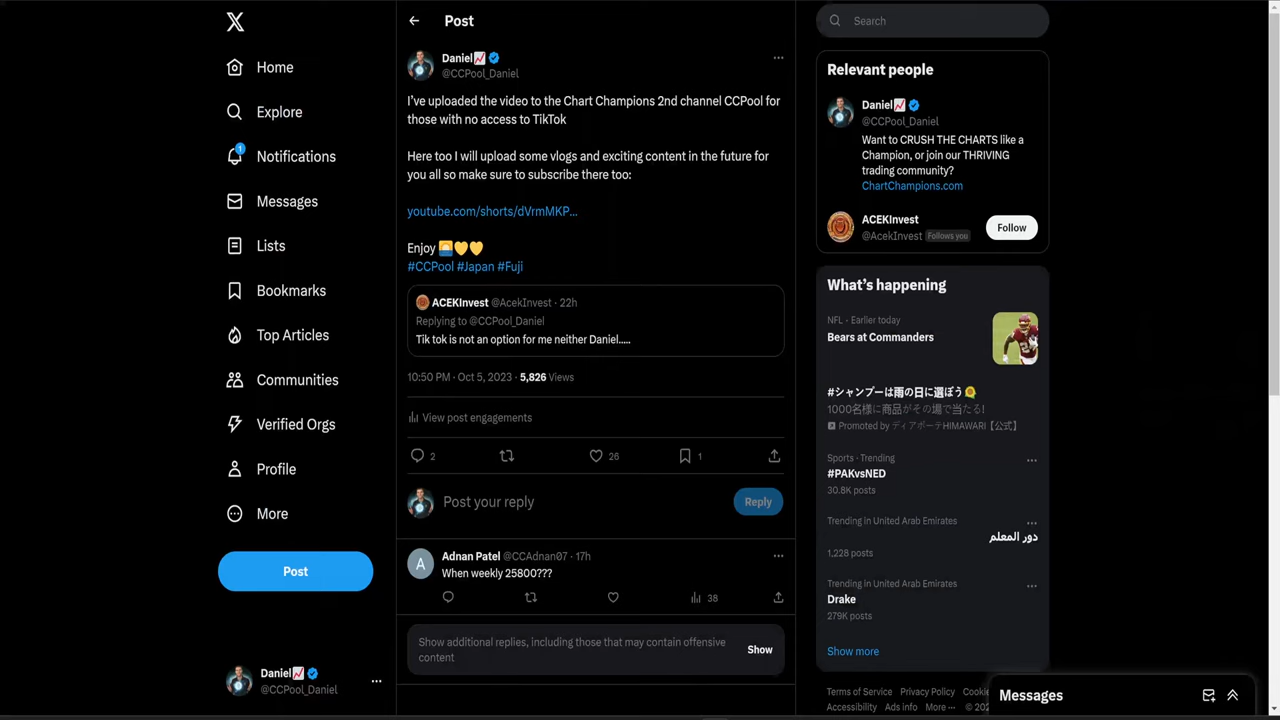 Home
Explore
1
Notifications
Messages
Lists
Bookmarks
Top Articles
Communities
Verified Orgs
Profile
More
Post
Daniel📈
@CCPool_Daniel
Post
Daniel📈
@CCPool_Daniel
I've uploaded the video to the Chart Champions 2nd channel CCPool for
those with no access to TikTok
Here too I will upload some vlogs and exciting content in the future for
you all so make sure to subscribe there too:
youtube.com/shorts/dVrmMKP...
Enjoy 🌅💛💛
#CCPool #Japan #Fuji
ACEKInvest @AcekInvest · 22h
Replying to @CCPool_Daniel
Tik tok is not an option for me neither Daniel.....
10:50 PM · Oct 5, 2023 · 5,826 Views
View post engagements
2 26 1
Post your reply
Reply
A
Adnan Patel @CCAdnan07 · 17h
When weekly 25800???
38
Show additional replies, including those that may contain offensive
content
Show
Search
Relevant people
Daniel📈
@CCPool_Daniel
Want to CRUSH THE CHARTS like a
Champion, or join our THRIVING
trading community?
ChartChampions.com
ACEKInvest
@AcekInvest Follows you
Follow
What's happening
NFL · Earlier today
Bears at Commanders
#シャンプーは雨の日に選ぼう🌻
1000名様に商品がその場で当たる!
Promoted by ディアボーテHIMAWARI【公式】
Sports · Trending
#PAKvsNED
30.8K posts
Trending in United Arab Emirates
دور المعلم
1,228 posts
Trending in United Arab Emirates
Drake
279K posts
Show more
Terms of Service Privacy Policy Cookie
Accessibility Ads info More ··· © 202
Messages